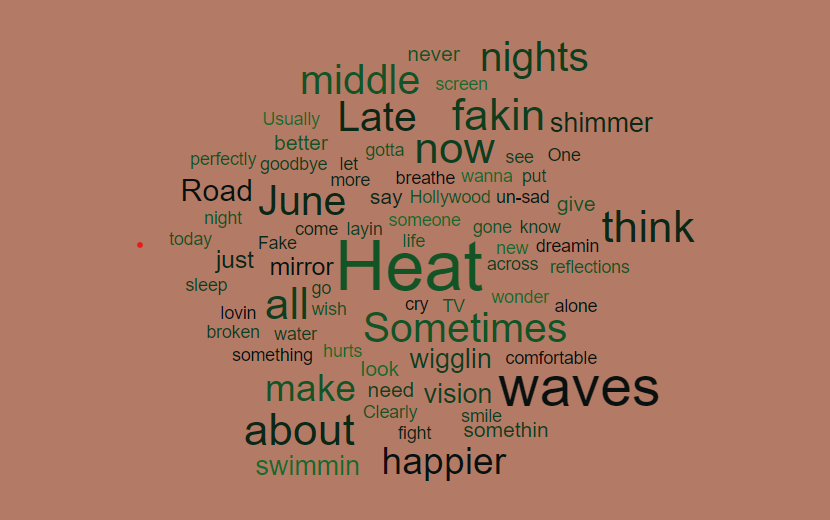 never nights
middle screen
Usually Late fakin shimmer
better gotta now see One
perfectly goodbye let
more breathe wanna put
Road June say Hollywood un-sad give
night someone
today come layin gone know think
Fake life new dreamin
just mirror Heat across reflections
sleep go
lovin all wish cry TV wonder alone
broken water Sometimes
something hurts wigglin comfortable
look
make need vision waves
Clearly smile
about fight somethin
swimmin happier